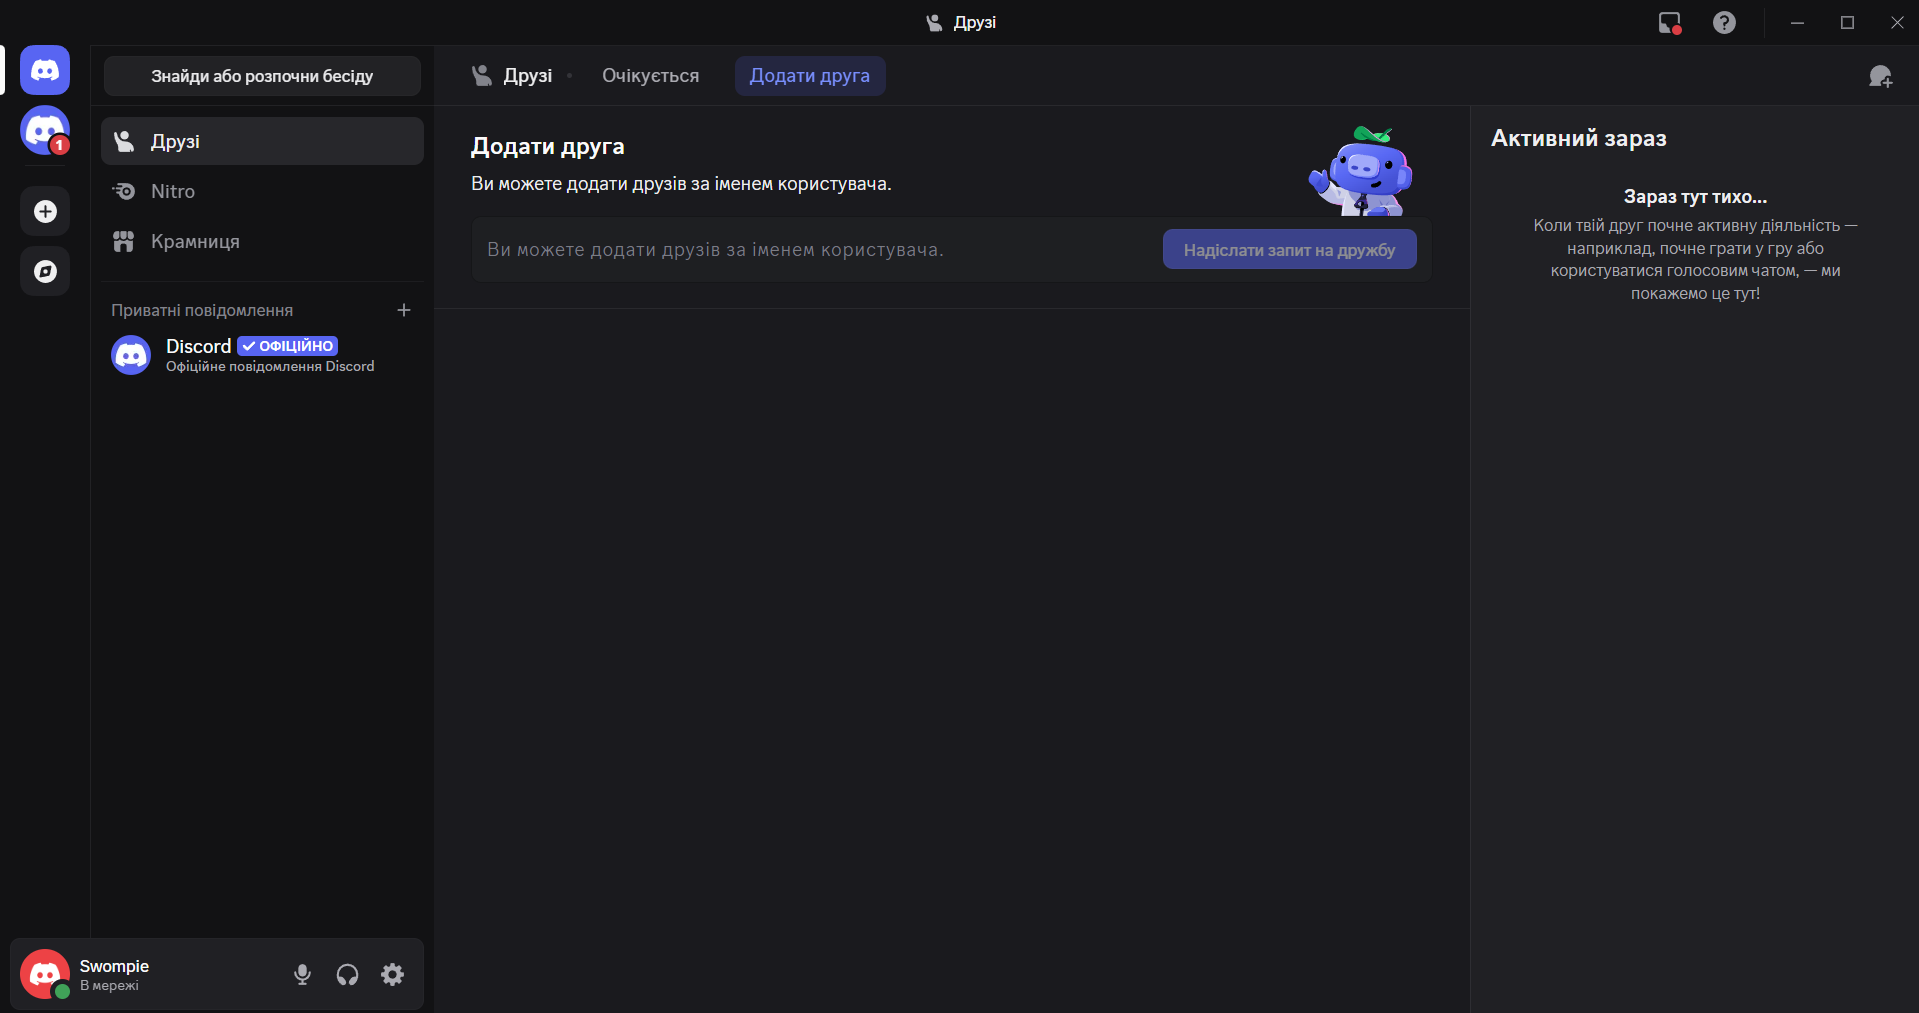 Друзі
1
Знайди або розпочни бесіду
Друзі
Nitro
Крамниця
Приватні повідомлення
Discord ОФІЦІЙНО
Офіційне повідомлення Discord
Swompie
В мережі
Друзі
Очікується
Додати друга
Додати друга
Ви можете додати друзів за іменем користувача.
Ви можете додати друзів за іменем користувача.
Надіслати запит на дружбу
Активний зараз
Зараз тут тихо...
Коли твій друг почне активну діяльність —
наприклад, почне грати у гру або
користуватися голосовим чатом, — ми
покажемо це тут!